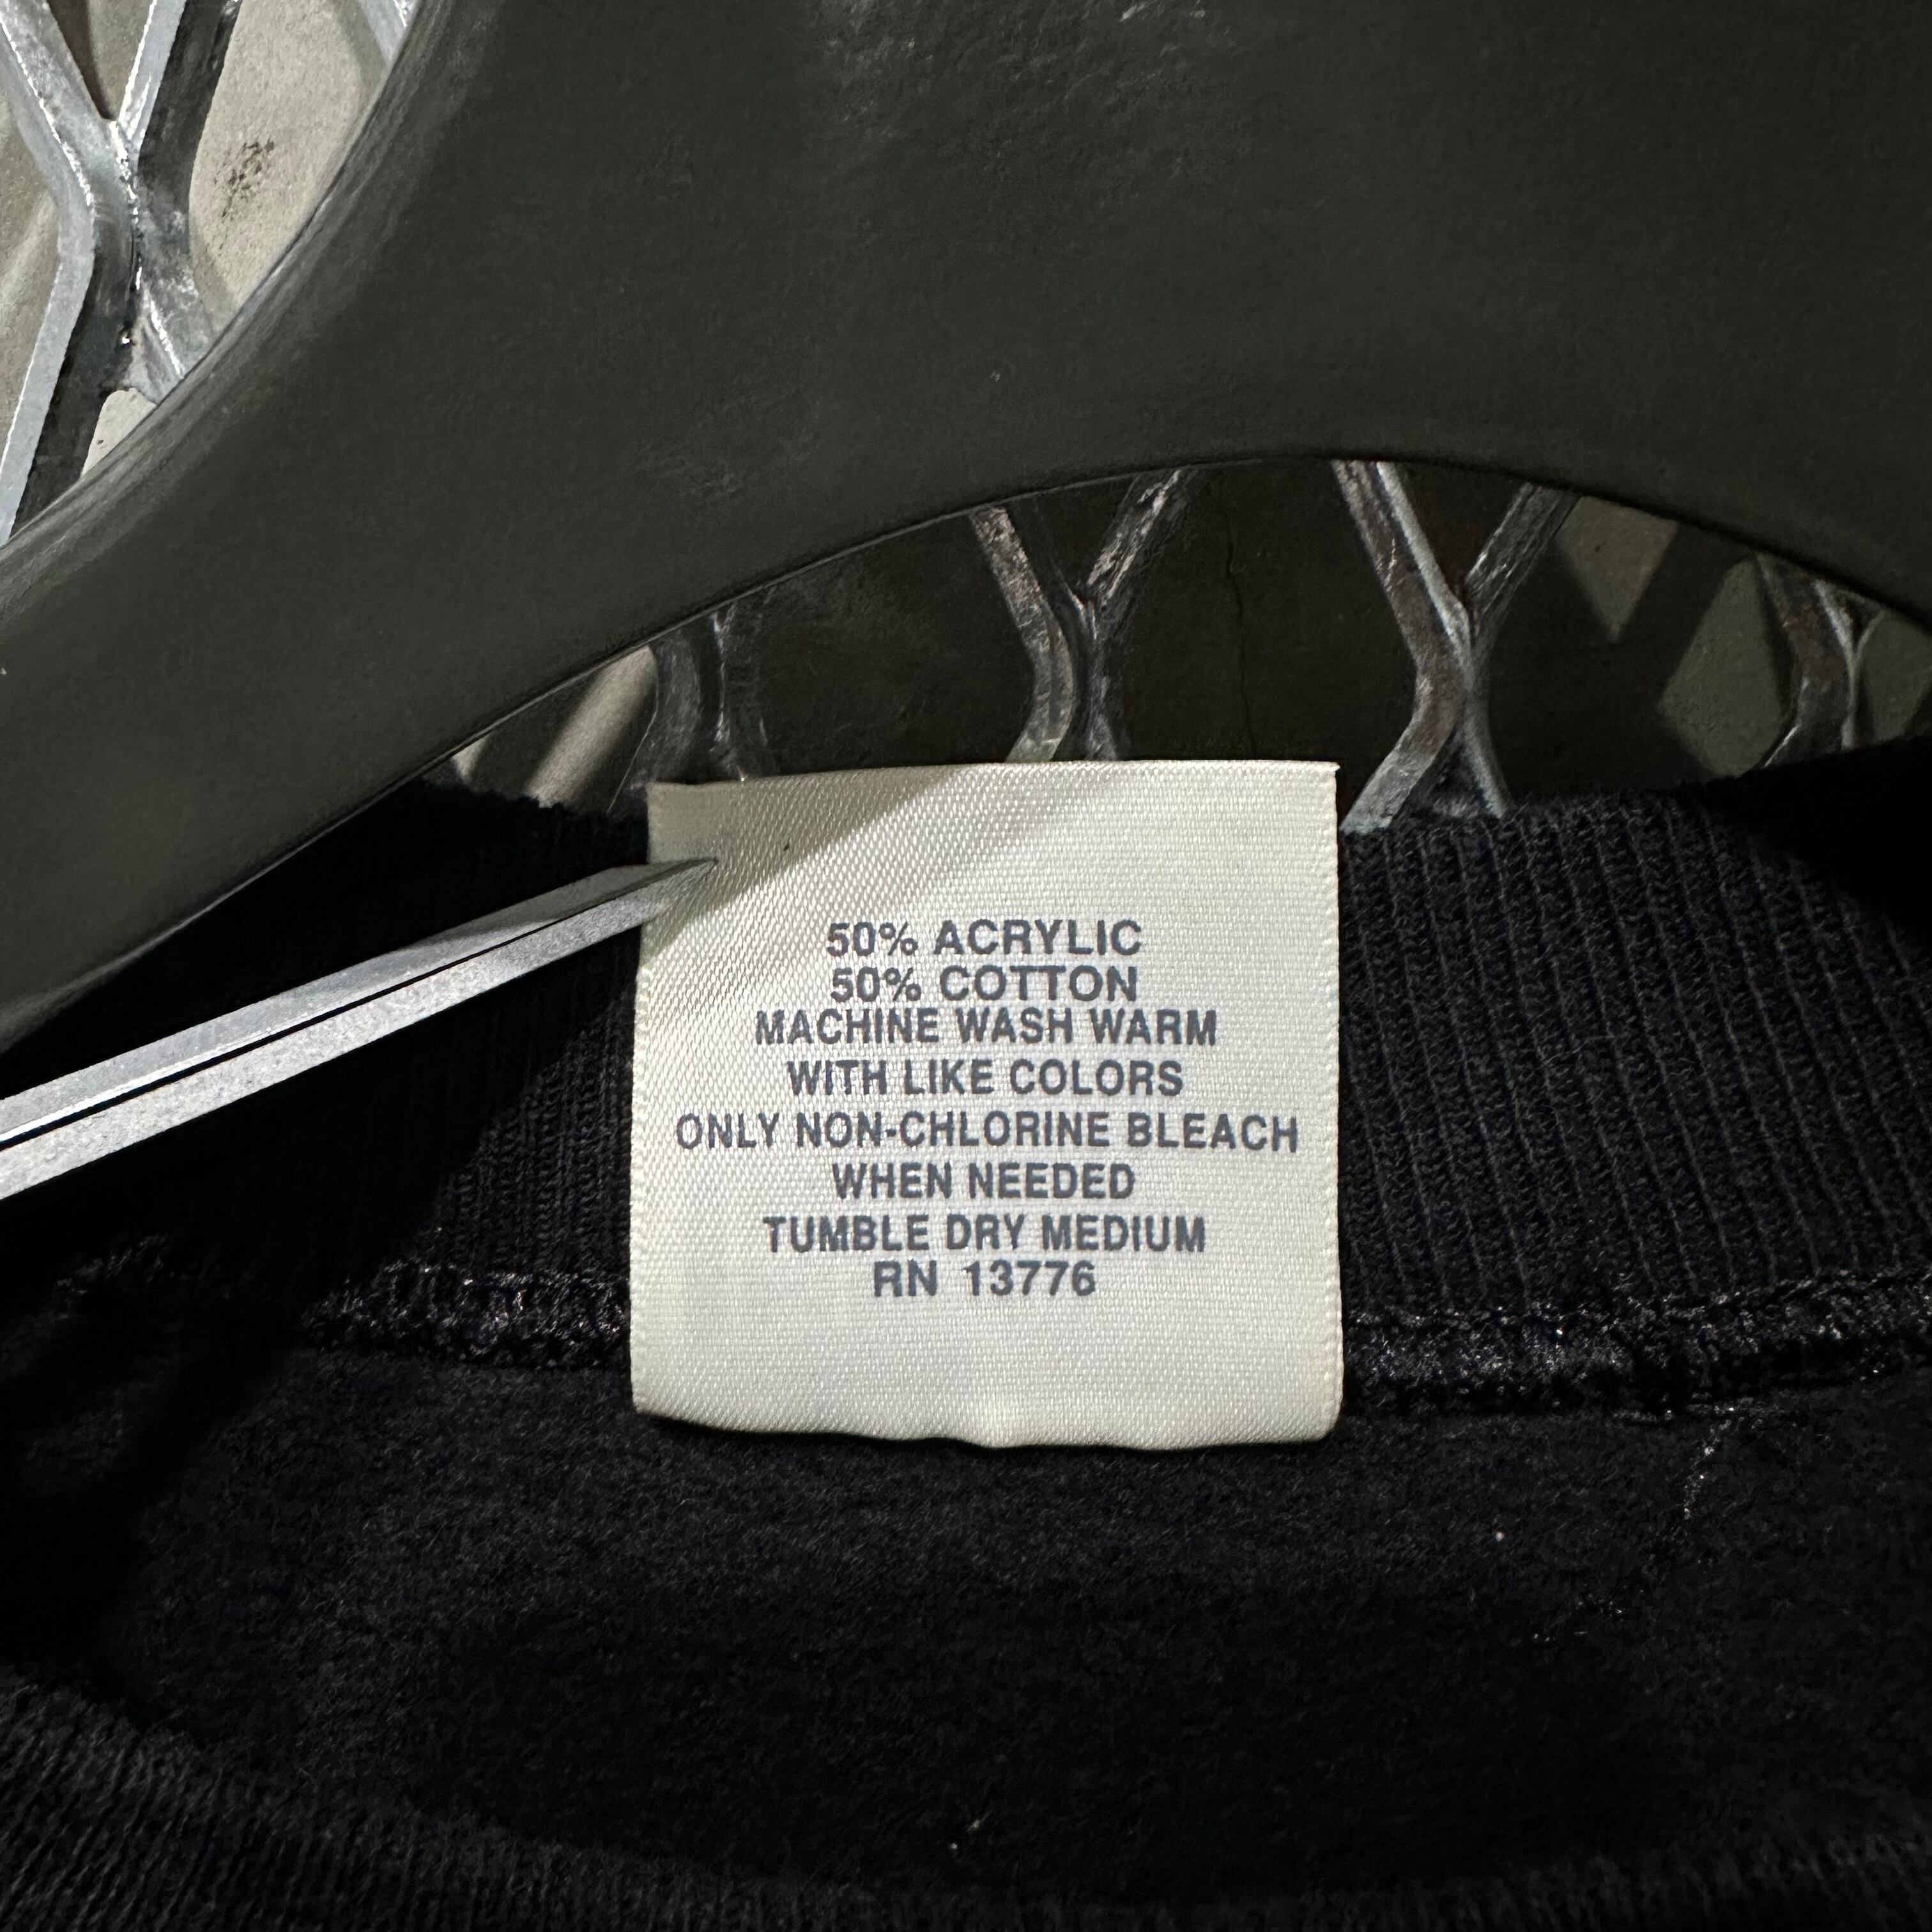 50% ACRYLIC
50% COTTON
MACHINE WASH WARM
WITH LIKE COLORS
ONLY NON-CHLORINE BLEACH
WHEN NEEDED
TUMBLE DRY MEDIUM
RN 13776